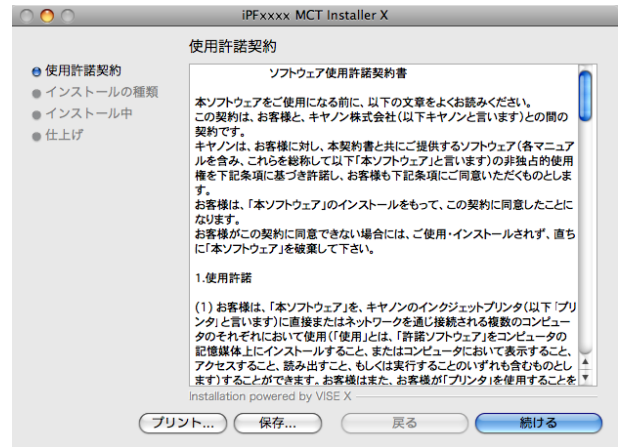 iPFxxxx MCT Installer X
使用許諾契約
使用許諾契約
インストールの種類
インストール中
仕上げ
ソフトウェア使用許諾契約書
本ソフトウェアをご使用になる前に、以下の文章をよくお読みください。
この契約は、お客様と、キヤノン株式会社(以下キヤノンと言います)との間の
契約です。
キヤノンは、お客様に対し、本契約書と共にご提供するソフトウェア(各マニュア
ルを含み、これらを総称して以下「本ソフトウェア」と言います)の非独占的使用
権を下記条項に基づき許諾し、お客様も下記条項にご同意いただくものとしま
す。
お客様は、「本ソフトウェア」のインストールをもって、この契約に同意したことに
なります。
お客様がこの契約に同意できない場合には、ご使用・インストールされず、直ち
に「本ソフトウェア」を破棄して下さい。
1.使用許諾
(1) お客様は、「本ソフトウェア」を、キヤノンのインクジェットプリンタ(以下「プリ
ンタ」と言います)に直接またはネットワークを通じ接続される複数のコンピュー
タのそれぞれにおいて使用(「使用」とは、「許諾ソフトウェア」をコンピュータの
記憶媒体上にインストールすること、またはコンピュータにおいて表示すること、
アクセスすること、読み出すこと、もしくは実行することのいずれも含むものとし
ます)することができます。お客様はまた、お客様が「プリンタ」を使用することを
Installation powered by VISE X
プリント...
保存...
戻る
続ける